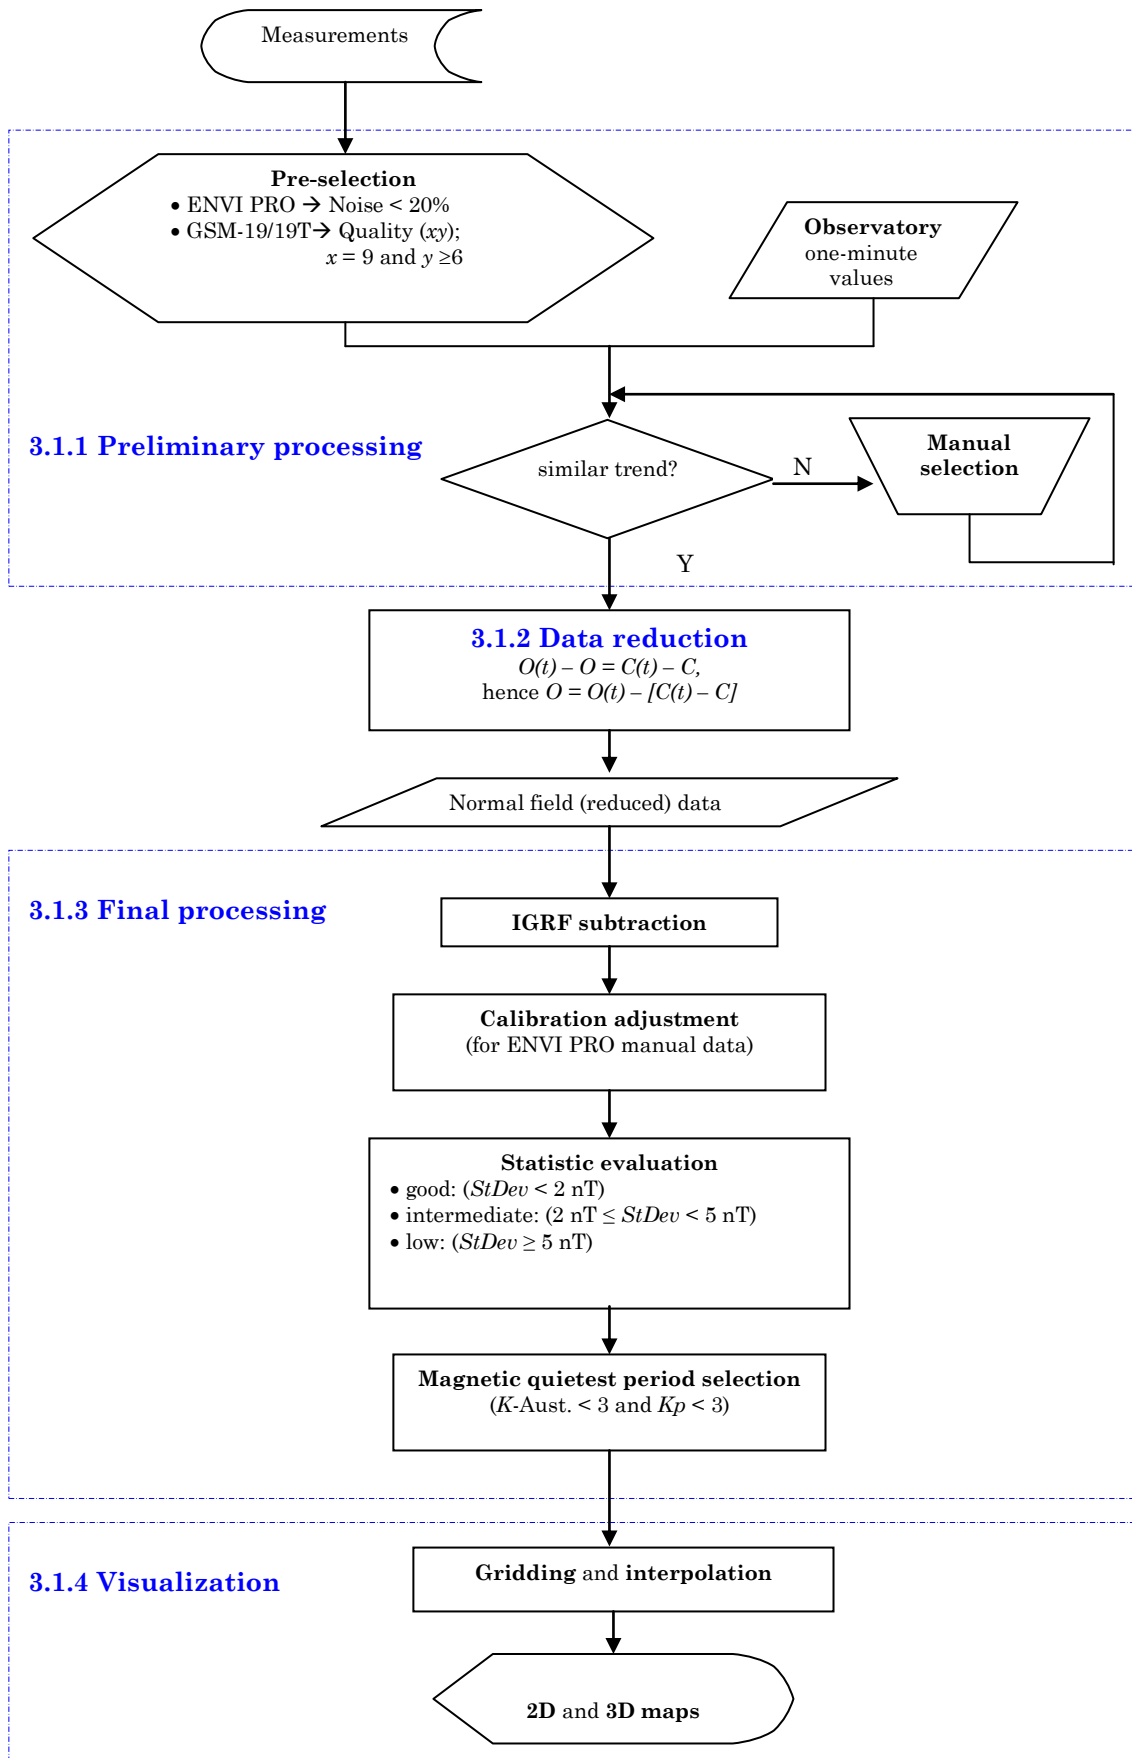 Measurements
Pre-selection
• ENVI PRO → Noise < 20%
• GSM-19/19T→ Quality (xy);
x = 9 and y ≥6
Observatory
one-minute
values
3.1.1 Preliminary processing
similar trend?
N
Manual
selection
Y
3.1.2 Data reduction
O(t) – O = C(t) – C,
hence O = O(t) – [C(t) – C]
Normal field (reduced) data
3.1.3 Final processing
IGRF subtraction
Calibration adjustment
(for ENVI PRO manual data)
Statistic evaluation
• good: (StDev < 2 nT)
• intermediate: (2 nT ≤ StDev < 5 nT)
• low: (StDev ≥ 5 nT)
Magnetic quietest period selection
(K-Aust. < 3 and Kp < 3)
3.1.4 Visualization
Gridding and interpolation
2D and 3D maps